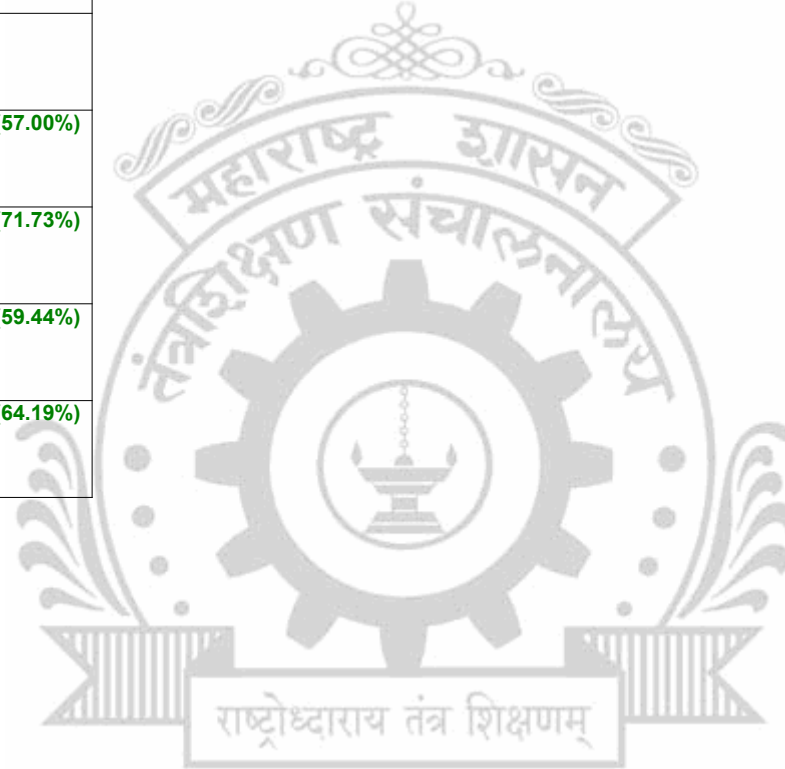 57.00%)
71.73%)
59.44%)
64.19%)
महाराष्ट्र शासन
तंत्रशिक्षण संचालनालय
राष्ट्रोध्दाराय तंत्र शिक्षणम्